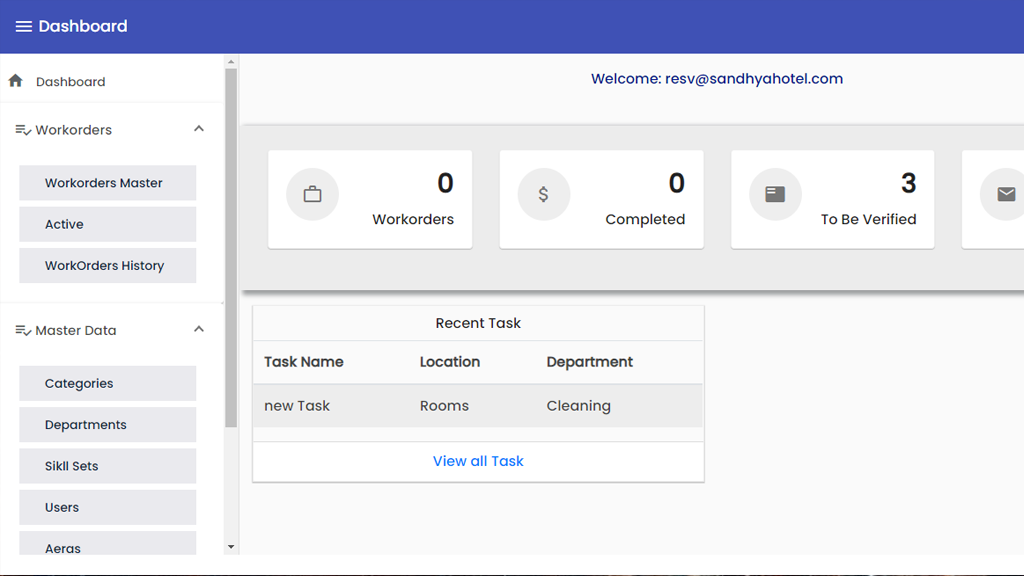 Dashboard
Dashboard
Workorders
Workorders Master
Active
WorkOrders History
Master Data
Categories
Departments
Sikll Sets
Users
Aeras
Welcome: resv@sandhyahotel.com
0
Workorders
0
Completed
3
To Be Verified
Recent Task
Task Name Location Department
new Task Rooms Cleaning
View all Task